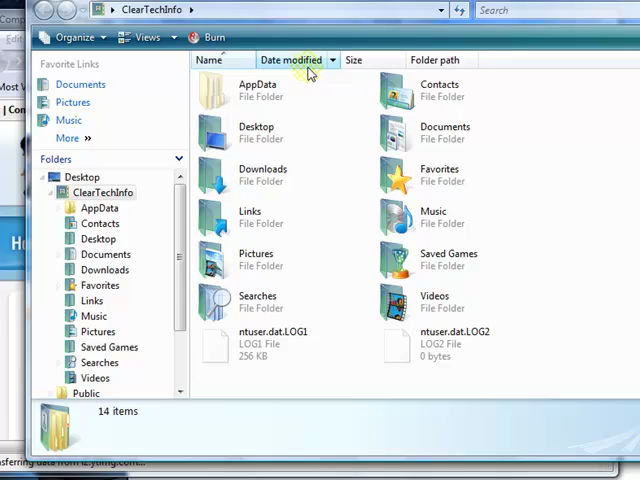 ClearTechInfo
Search
Organize
Views
Burn
Favorite Links
Documents
Pictures
Music
More »
Folders
Desktop
ClearTechInfo
AppData
Contacts
Desktop
Documents
Downloads
Favorites
Links
Music
Pictures
Saved Games
Searches
Videos
Public
Name
Date modified
Size
Folder path
AppData
File Folder
Contacts
File Folder
Desktop
File Folder
Documents
File Folder
Downloads
File Folder
Favorites
File Folder
Links
File Folder
Music
File Folder
Pictures
File Folder
Saved Games
File Folder
Searches
File Folder
Videos
File Folder
ntuser.dat.LOG1
LOG1 File
256 KB
ntuser.dat.LOG2
LOG2 File
0 bytes
14 items